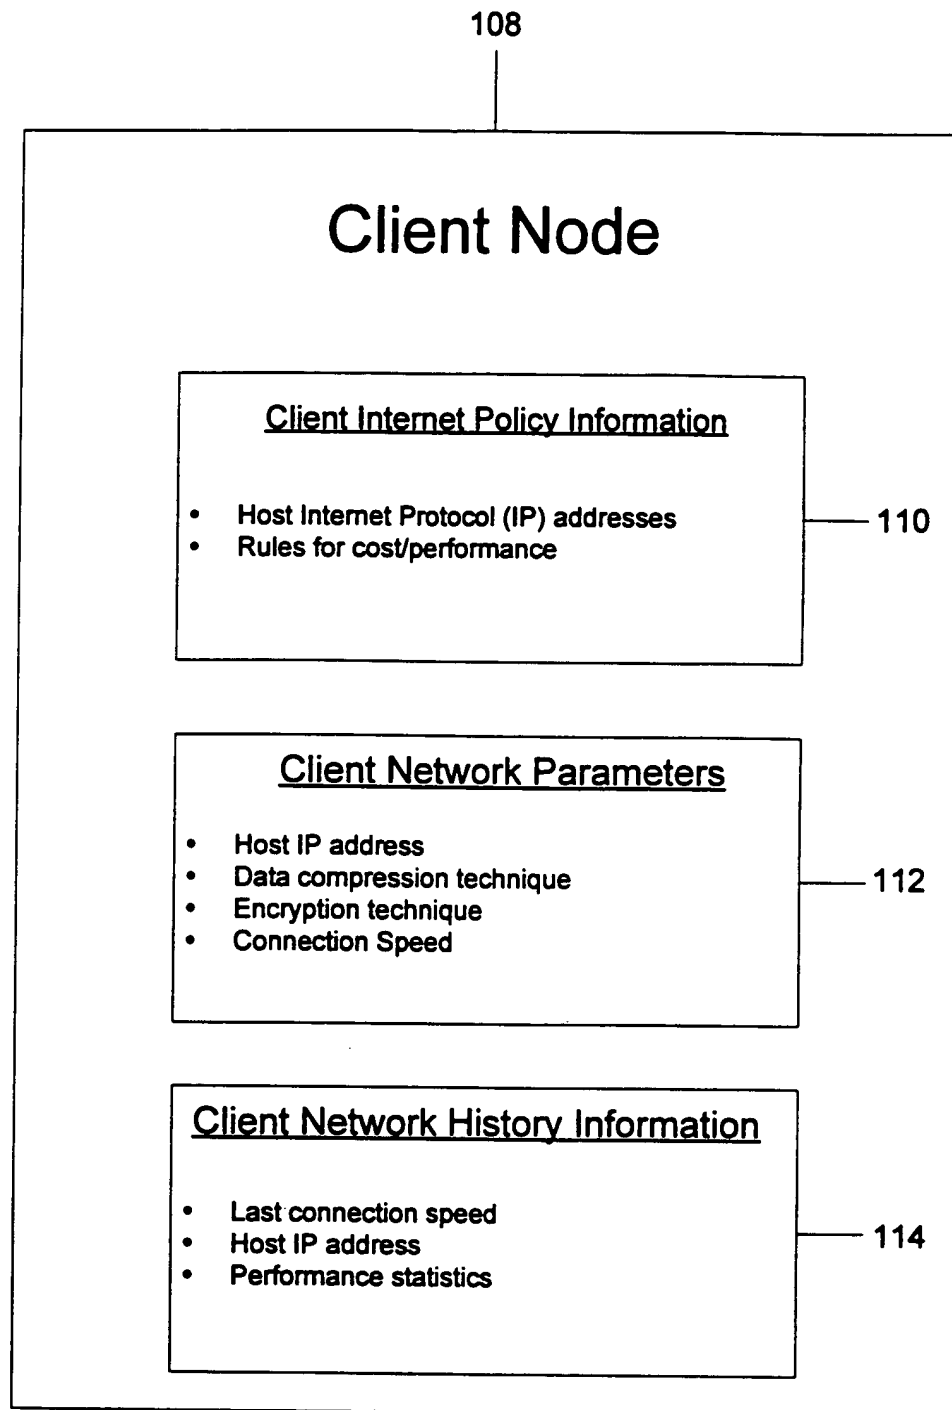 108
Client Node
Client Internet Policy Information
• Host Internet Protocol (IP) addresses
• Rules for cost/performance
110
Client Network Parameters
• Host IP address
• Data compression technique
• Encryption technique
• Connection Speed
112
Client Network History Information
• Last connection speed
• Host IP address
• Performance statistics
114